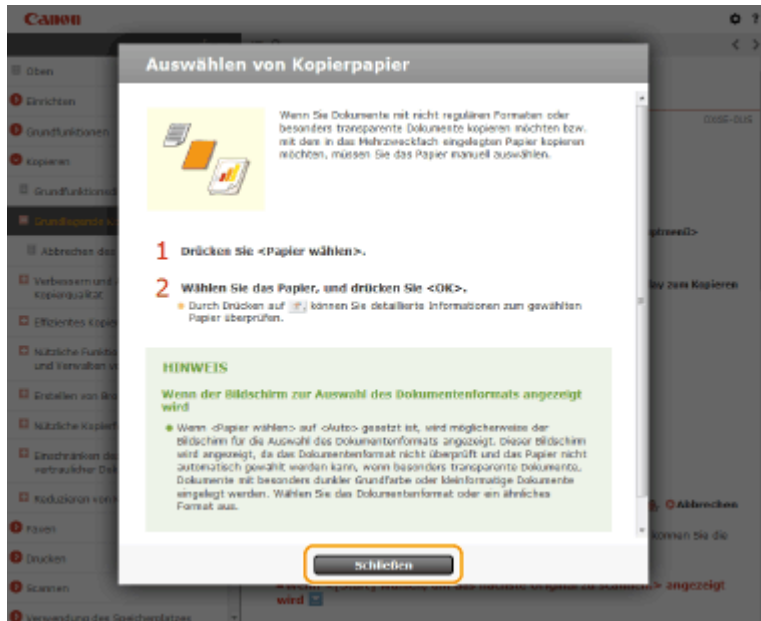 Canon
Auswählen von Kopierpapier
Oben
Einrichten
Grundfunktionen
Kopieren
Abbrechen des
Verbessern und
Kopierqualität
Effizientes Kopie
und Verwalten v
Erstellen von
Nützliche Kopier
Einschränken de
vertraulicher Do
Reduzieren von
Faxen
Drucken
Scannen
Verwendung des Speicherplatzes
Wenn Sie Dokumente mit nicht regulären Formaten oder
besonders transparente Dokumente kopieren möchten bzw.
mit dem in das Mehrzweckfach eingelegten Papier kopieren
möchten, müssen Sie das Papier manuell auswählen.
1 Drücken Sie <Papier wählen>.
2 Wählen Sie das Papier, und drücken Sie <OK>.
Durch Drücken auf , können Sie detaillierte Informationen zum gewählten
Papier überprüfen.
HINWEIS
Wenn der Bildschirm zur Auswahl des Dokumentenformats angezeigt
wird
Wenn <Papier wählen> auf <Auto> gesetzt ist, wird möglicherweise der
Bildschirm für die Auswahl des Dokumentenformats angezeigt. Dieser Bildschirm
wird angezeigt, da das Dokumentenformat nicht überprüft und das Papier nicht
automatisch gewählt werden kann, wenn besonders transparente Dokumente,
Dokumente mit besonders dunkler Grundfarbe oder kleinformatige Dokumente
eingelegt werden. Wählen Sie das Dokumentenformat oder ein ähnliches
Format aus.
Schließen
ay zum Kopieren
Abbrechen
können Sie die
angezeigt
wird